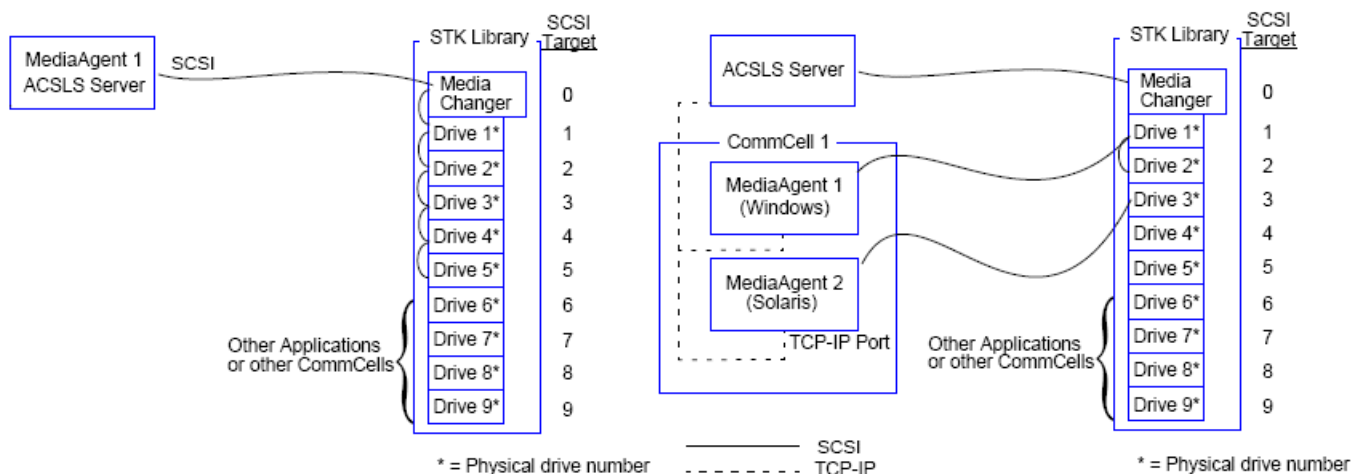 MediaAgent 1
ACSLS Server
SCSI
STK Library
SCSI
Target
Media
Changer
0
Drive 1*
1
Drive 2*
2
Drive 3*
3
Drive 4*
4
Drive 5*
5
Drive 6*
6
Drive 7*
7
Drive 8*
8
Drive 9*
9
Other Applications
or other CommCells
* = Physical drive number
ACSLS Server
CommCell 1
MediaAgent 1
(Windows)
MediaAgent 2
(Solaris)
TCP-IP Port
SCSI
TCP-IP
STK Library
SCSI
Target
Media
Changer
0
Drive 1*
1
Drive 2*
2
Drive 3*
3
Drive 4*
4
Drive 5*
5
Drive 6*
6
Drive 7*
7
Drive 8*
8
Drive 9*
9
Other Applications
or other CommCells
* = Physical drive number